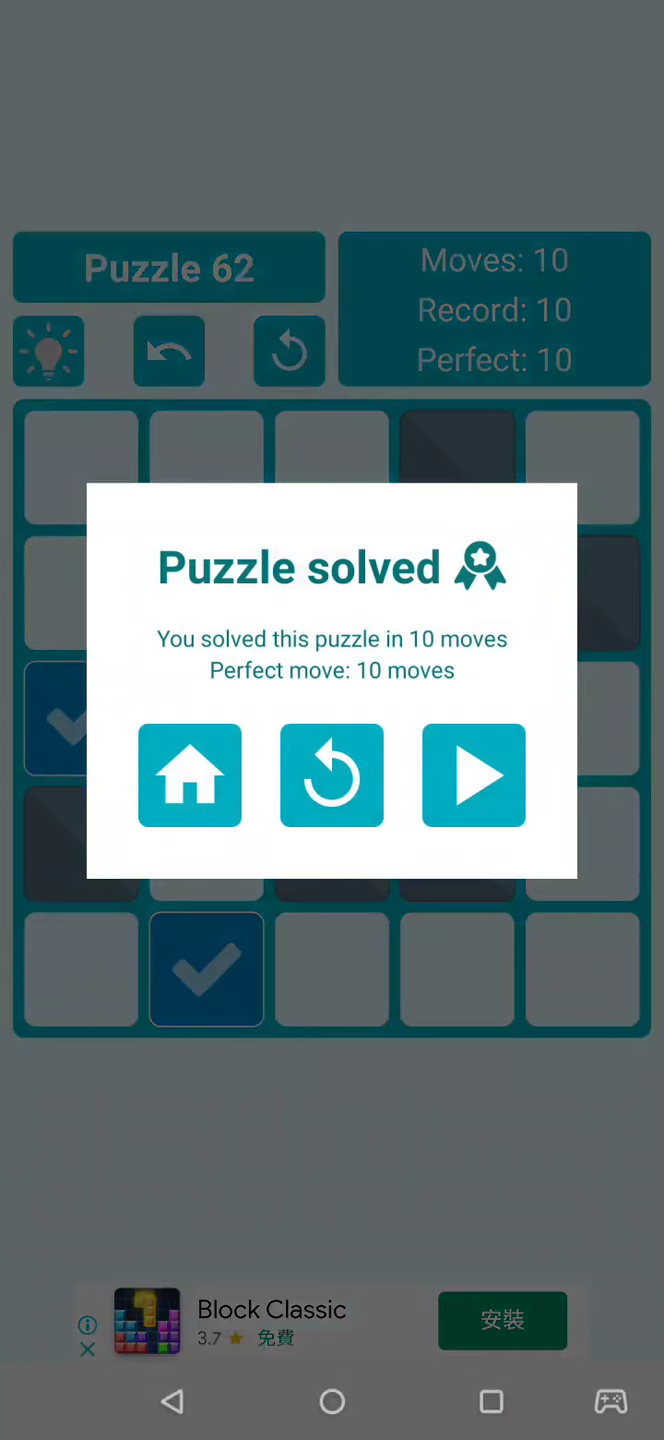 Puzzle 62
Moves: 10
Record: 10
Perfect: 10
Puzzle solved
You solved this puzzle in 10 moves
Perfect move: 10 moves
Block Classic
3.7
免費
安裝